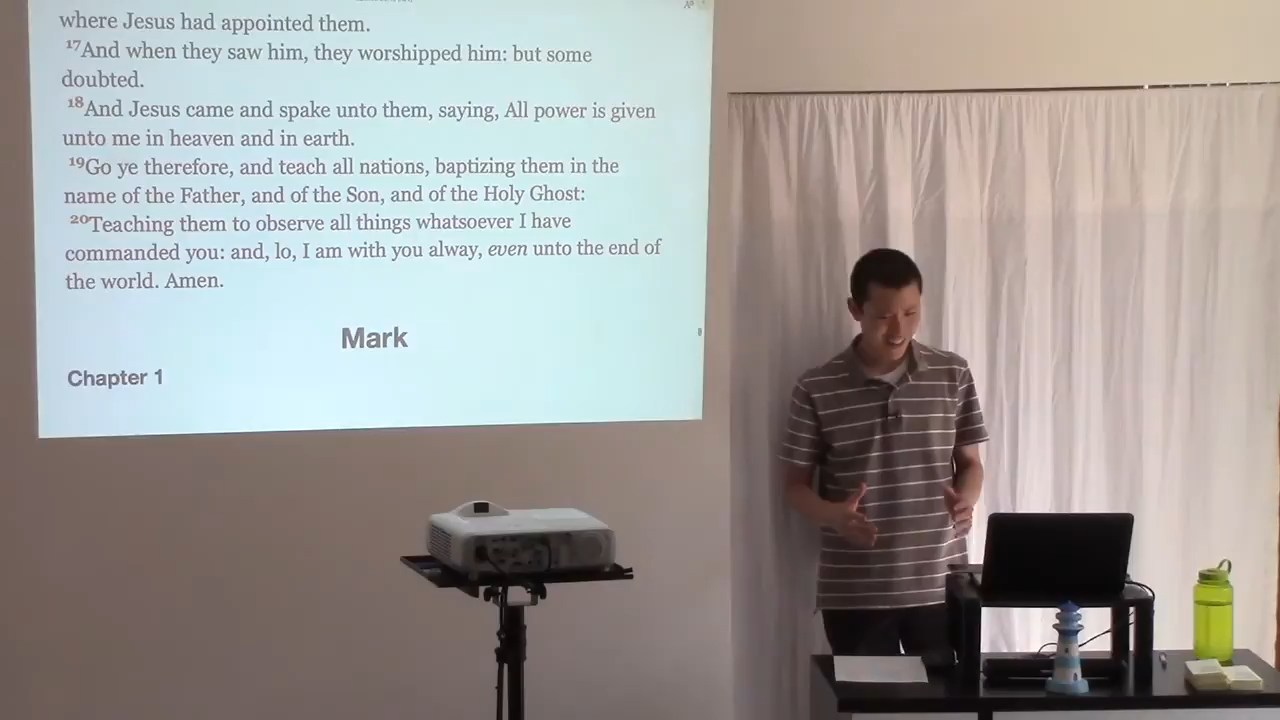 where Jesus had appointed them.
17And when they saw him, they worshipped him: but some
doubted.
18And Jesus came and spake unto them, saying, All power is given
unto me in heaven and in earth.
19Go ye therefore, and teach all nations, baptizing them in the
name of the Father, and of the Son, and of the Holy Ghost:
20Teaching them to observe all things whatsoever I have
commanded you: and, lo, I am with you alway, even unto the end of
the world. Amen.
Mark
Chapter 1